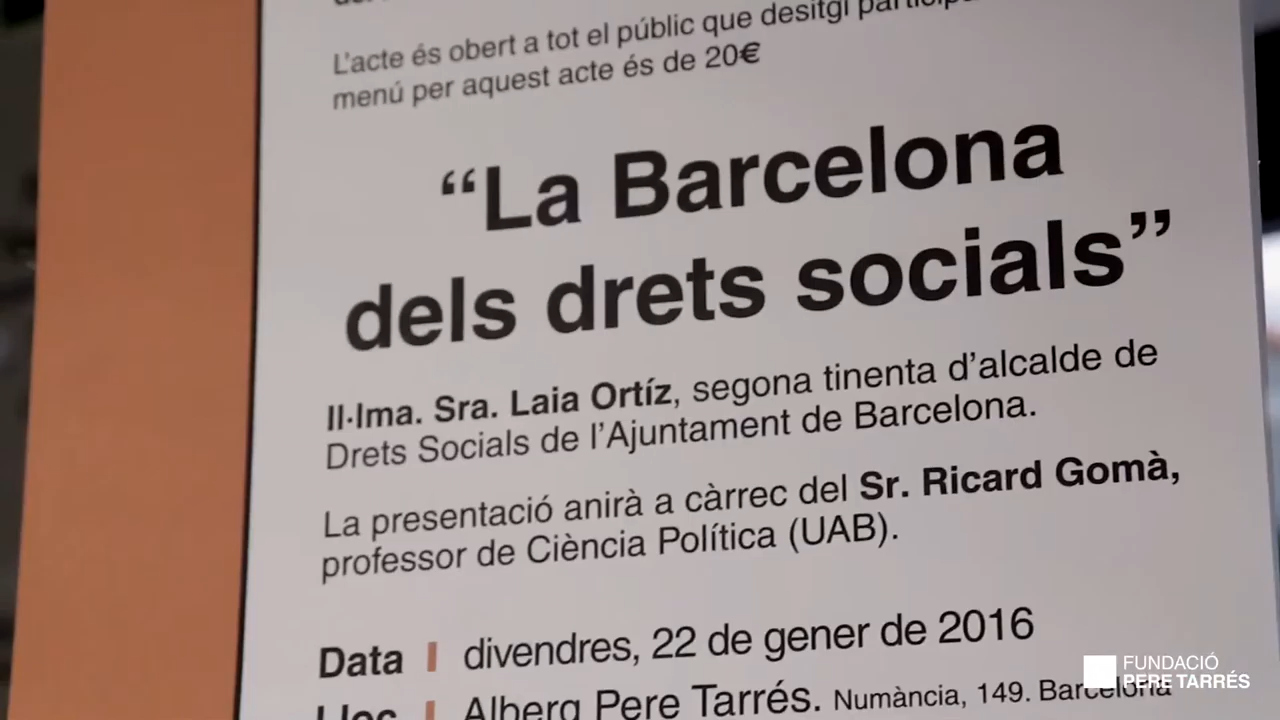 L'acte és obert a tot el públic que desitgi
menú per aquest acte és de 20€
“La Barcelona
dels drets socials”
Il·lma. Sra. Laia Ortíz, segona tinenta d'alcalde de
Drets Socials de l'Ajuntament de Barcelona.
La presentació anirà a càrrec del Sr. Ricard Gomà,
professor de Ciència Política (UAB).
Data | divendres, 22 de gener de 2016
Lloc | Alberg Pere Tarrés. Numància, 149. Barcelona
FUNDACIÓ
PERE TARRÉS